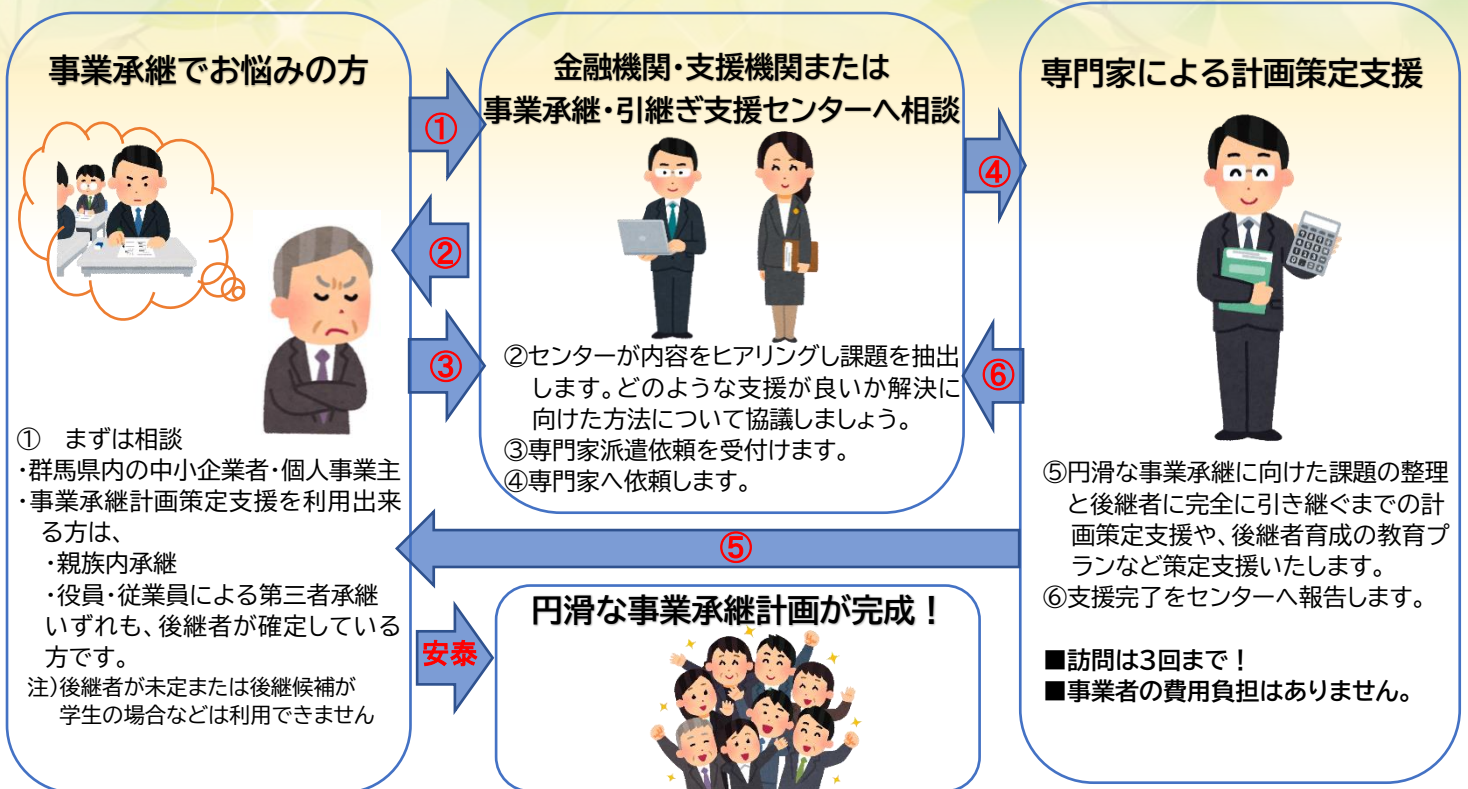 事業承継でお悩みの方
① まずは相談
・群馬県内の中小企業者・個人事業主
・事業承継計画策定支援を利用出来
る方は、
・親族内承継
・役員・従業員による第三者承継
いずれも、後継者が確定している
方です。
注)後継者が未定または後継候補が
学生の場合などは利用できません
①
②
③
金融機関・支援機関または
事業承継・引継ぎ支援センターへ相談
②センターが内容をヒアリングし課題を抽出
します。どのような支援が良いか解決に
向けた方法について協議しましょう。
③専門家派遣依頼を受付けます。
④専門家へ依頼します。
④
⑥
専門家による計画策定支援
⑤円滑な事業承継に向けた課題の整理
と後継者に完全に引き継ぐまでの計
画策定支援や、後継者育成の教育プ
ランなど策定支援いたします。
⑥支援完了をセンターへ報告します。
■訪問は3回まで！
■事業者の費用負担はありません。
⑤
安泰
円滑な事業承継計画が完成！